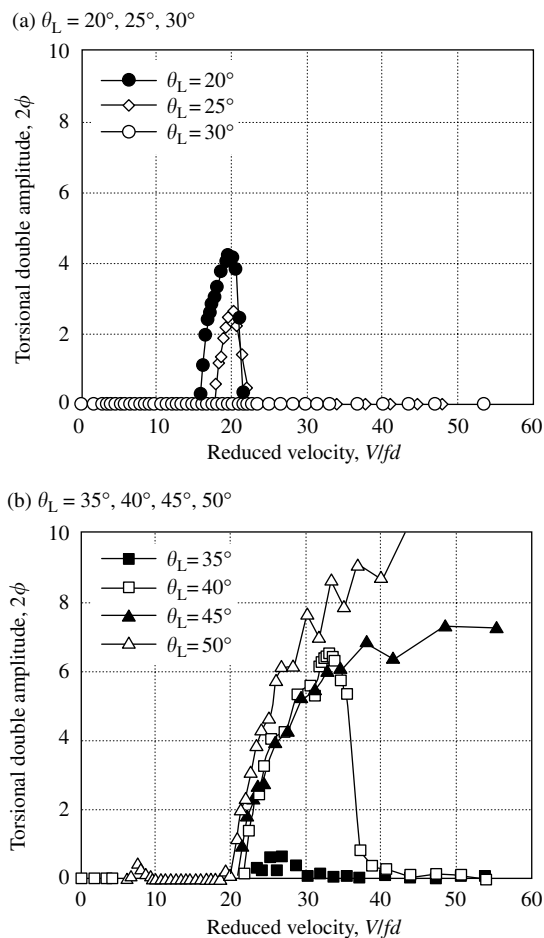 (a) θL = 20°, 25°, 30°
10
8
6
4
2
0
Torsional double amplitude, 2ϕ
θL = 20°
θL = 25°
θL = 30°
0 10 20 30 40 50 60
Reduced velocity, V/fd
(b) θL = 35°, 40°, 45°, 50°
10
8
6
4
2
0
Torsional double amplitude, 2ϕ
θL = 35°
θL = 40°
θL = 45°
θL = 50°
0 10 20 30 40 50 60
Reduced velocity, V/fd